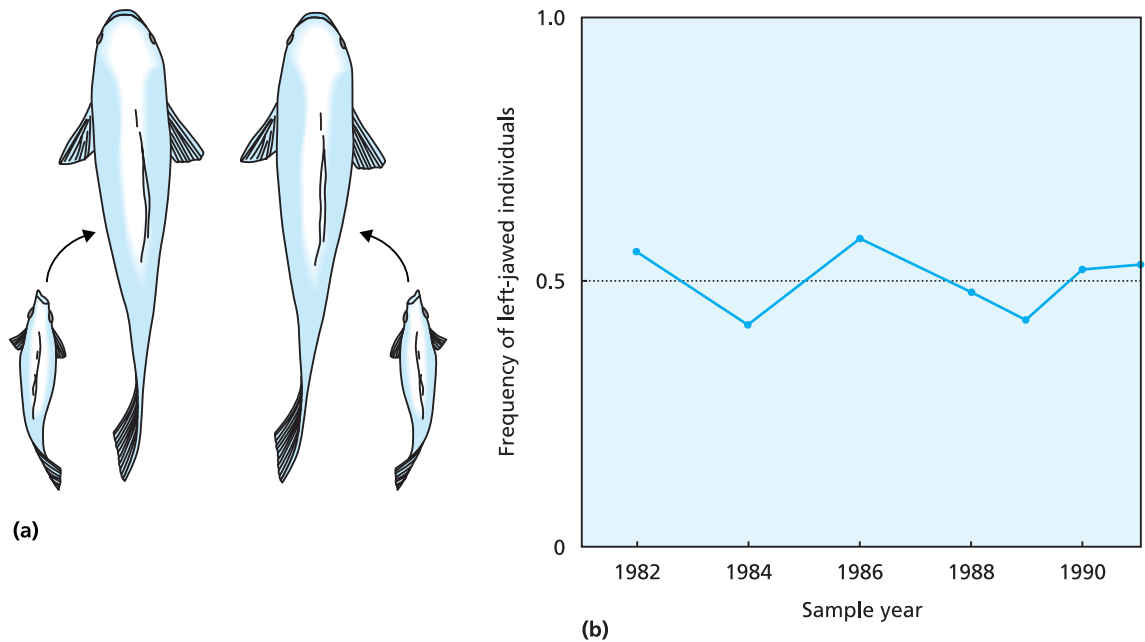 (a)
Frequency of left-jawed individuals
1.0
0.5
0
1982 1984 1986 1988 1990
Sample year
(b)